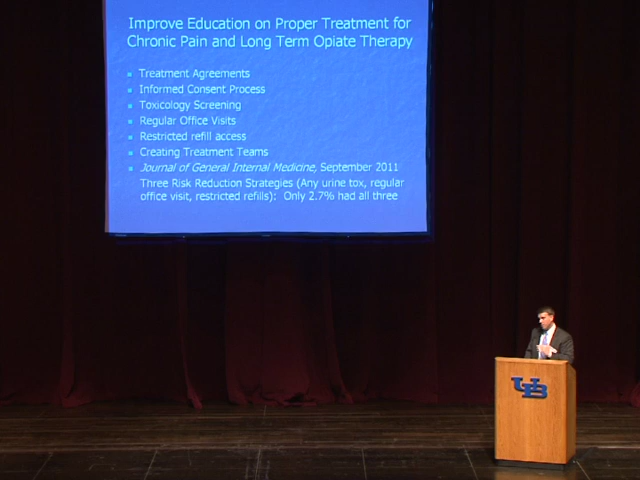 Improve Education on Proper Treatment for
Chronic Pain and Long Term Opiate Therapy
Treatment Agreements
Informed Consent Process
Toxicology Screening
Regular Office Visits
Restricted refill access
Creating Treatment Teams
Journal of General Internal Medicine, September 2011
Three Risk Reduction Strategies (Any urine tox, regular
office visit, restricted refills): Only 2.7% had all three
UB